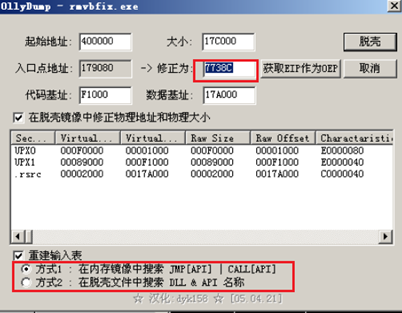 OllyDump - rmvbfix.exe
起始地址: 400000 大小: 17C000 脱壳
入口点地址: 179080 -> 修正为: 7738C 获取EIP作为OEP 取消
代码基址: F1000 数据基址: 17A000
在脱壳镜像中修正物理地址和物理大小
Sec... Virtual... Virtual... Raw Size Raw Offset Charactaristi
UPX0 000F0000 00001000 000F0000 00001000 E0000080
UPX1 00089000 000F1000 00089000 000F1000 E0000040
.rsrc 00002000 0017A000 00002000 0017A000 C0000040
重建输入表
方式1 : 在内存镜像中搜索 JMP[API] | CALL[API]
方式2 : 在脱壳文件中搜索 DLL & API 名称
☆ 汉化:dyk158 ☆ [05.04.21]